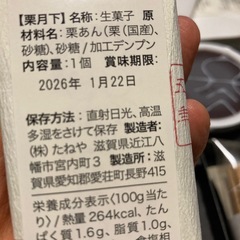 【栗月下】名称：生菓子 原
材料名：栗あん（栗（国産）、
砂糖）、砂糖／加工デンプン
内容量：1個 賞味期限：
2026年 1月22日
保存方法：直射日光、高温
多湿をさけて保存 製造者：
（株）たねや 滋賀県近江八
幡市宮内町3 製造所：滋
賀県愛知郡愛荘町長野415
栄養成分表示（100g当
たり）／熱量 264kcal、たん
ぱく質 1.6g、脂質 1.0g、